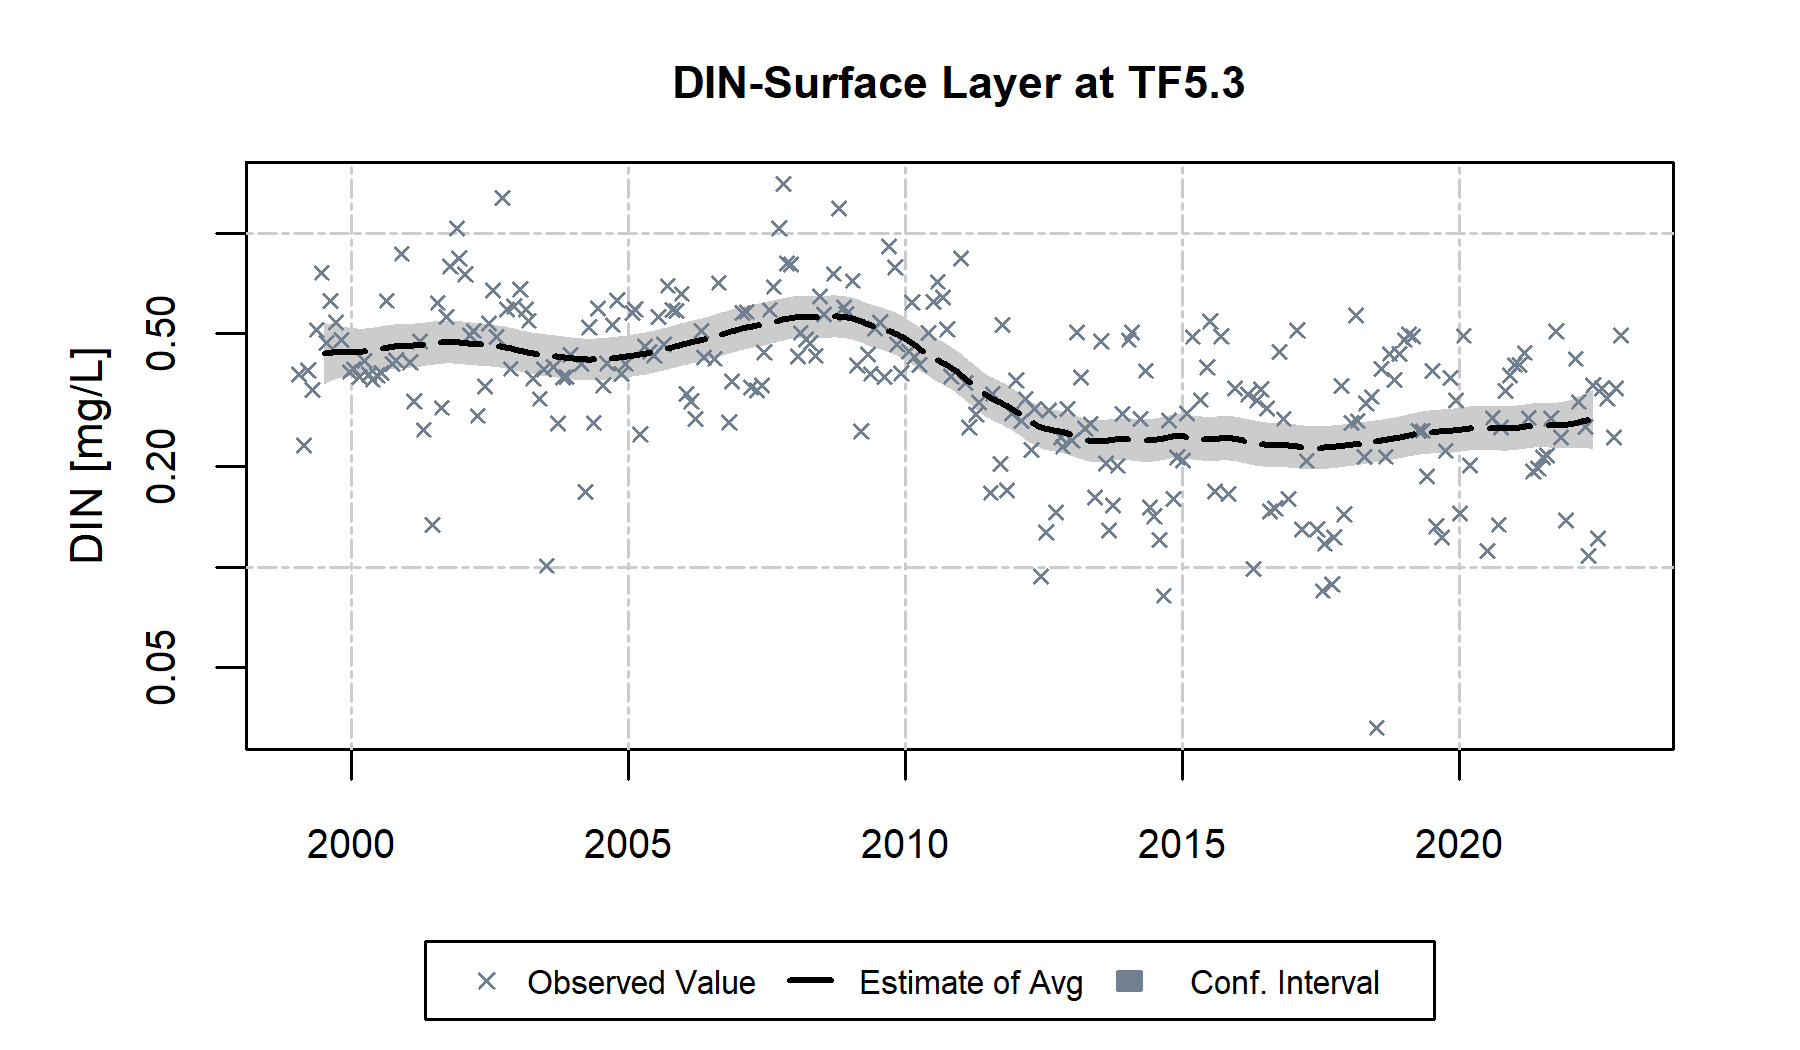 DIN-Surface Layer at TF5.3
DIN [mg/L]
0.50
0.20
0.05
2000 2005 2010 2015 2020
Observed Value Estimate of Avg Conf. Interval